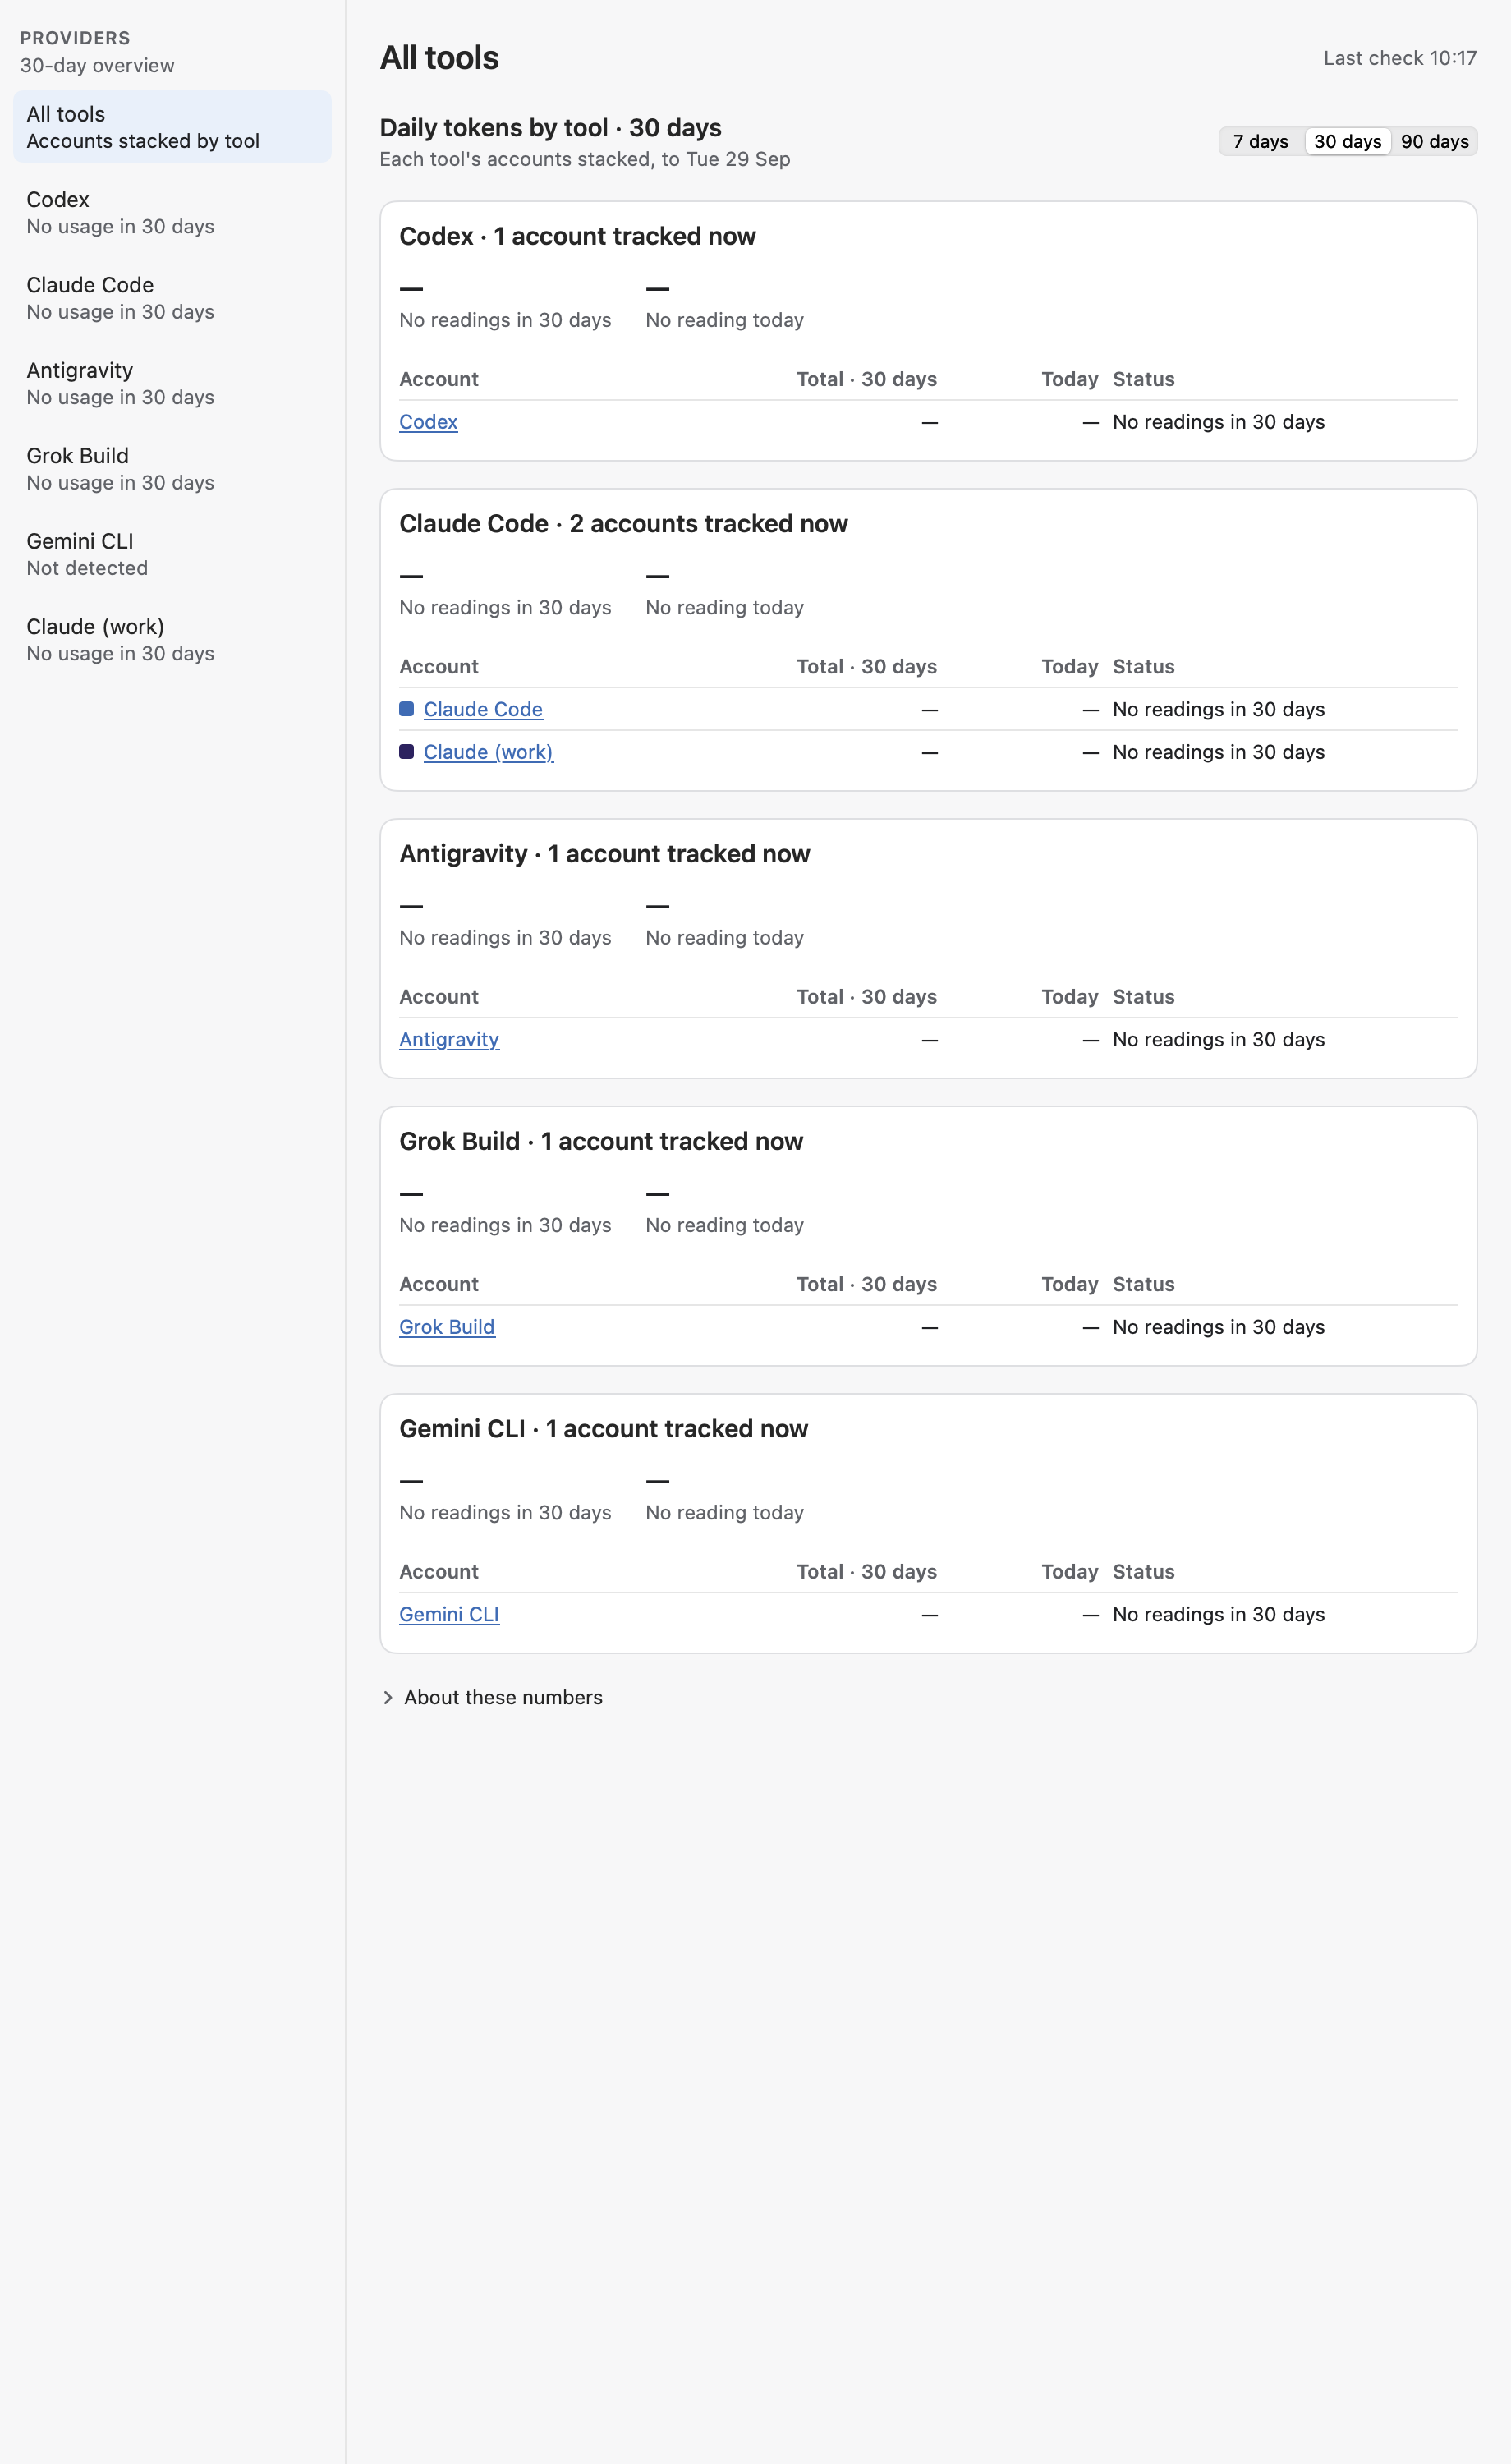 PROVIDERS
30-day overview
All tools
Accounts stacked by tool
Codex
No usage in 30 days
Claude Code
No usage in 30 days
Antigravity
No usage in 30 days
Grok Build
No usage in 30 days
Gemini CLI
Not detected
Claude (work)
No usage in 30 days
All tools
Last check 10:17
Daily tokens by tool · 30 days
Each tool's accounts stacked, to Tue 29 Sep
7 days 30 days 90 days
Codex · 1 account tracked now
— —
No readings in 30 days No reading today
Account Total · 30 days Today Status
Codex — — No readings in 30 days
Claude Code · 2 accounts tracked now
— —
No readings in 30 days No reading today
Account Total · 30 days Today Status
Claude Code — — No readings in 30 days
Claude (work) — — No readings in 30 days
Antigravity · 1 account tracked now
— —
No readings in 30 days No reading today
Account Total · 30 days Today Status
Antigravity — — No readings in 30 days
Grok Build · 1 account tracked now
— —
No readings in 30 days No reading today
Account Total · 30 days Today Status
Grok Build — — No readings in 30 days
Gemini CLI · 1 account tracked now
— —
No readings in 30 days No reading today
Account Total · 30 days Today Status
Gemini CLI — — No readings in 30 days
About these numbers